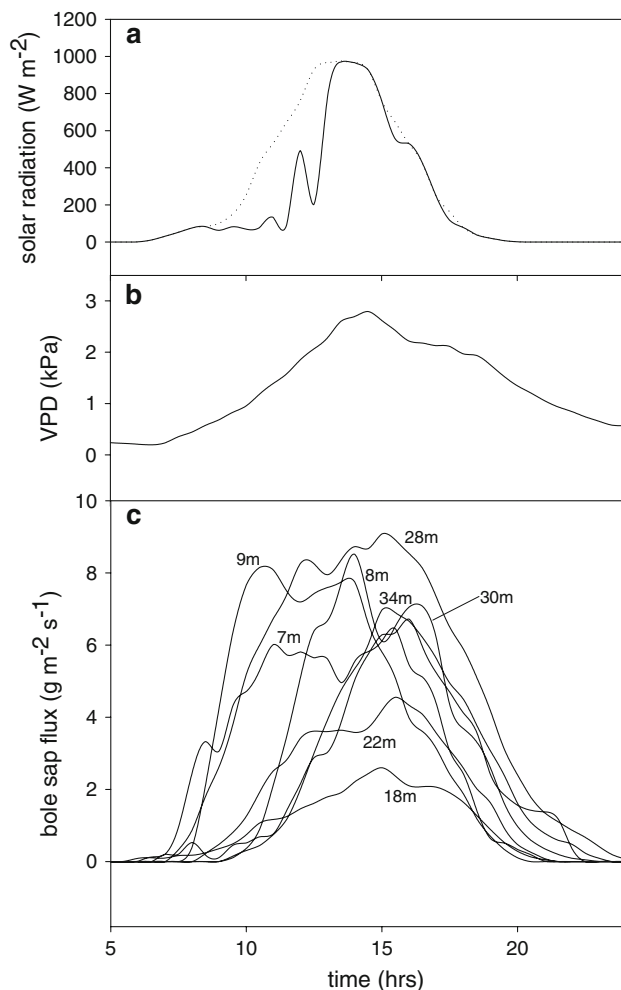 a
1200
1000
800
600
400
200
0
solar radiation (W m-2)
b
3
2
1
0
VPD (kPa)
c
10
8
6
4
2
0
bole sap flux (g m-2 s-1)
28m
9m
8m
34m
30m
7m
22m
18m
5
10
15
20
time (hrs)